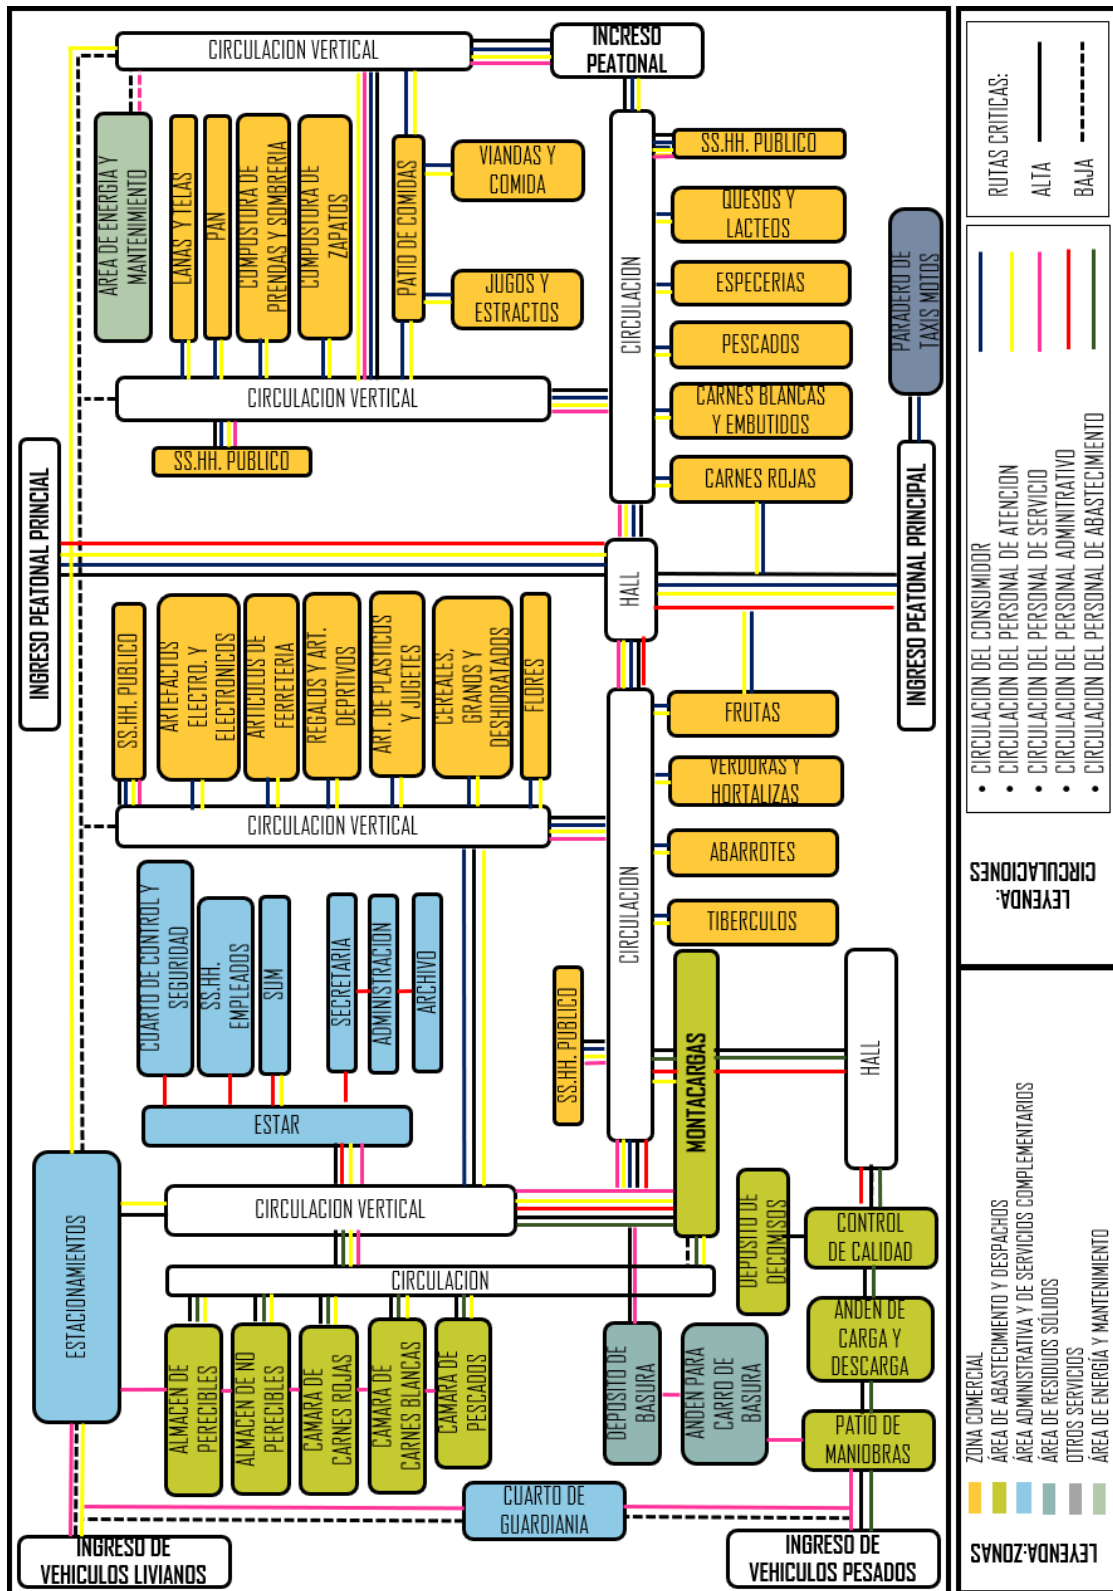 CIRCULACION VERTICAL
INCRESO
PEATONAL
AREA DE ENERGIA Y
MANTENIMIENTO
LANAS Y TELAS
PAN
COMPOSTURA DE
PRENDAS Y SOMBRERIA
COMPUSTURA DE
ZAPATOS
PATIO DE COMIDAS
VIANDAS Y
COMIDA
JUGOS Y
ESTRACTOS
CIRCULACION
SS.HH. PUBLICO
QUESOS Y
LACTEOS
ESPECERIAS
PESCADOS
CARNES BLANCAS
Y EMBUTIDOS
CARNES ROJAS
PARADERO DE
TAXIS MOTOS
CIRCULACION VERTICAL
SS.HH. PUBLICO
INGRESO PEATONAL PRINCIAL
HALL
INGRESO PEATONAL PRINCIPAL
SS.HH. PUBLICO
ARTEFACTOS
ELECTRO. Y
ELECTRONICOS
ARTICULOS DE
FERRETERIA
REGALOS Y ART.
DEPRTIVOS
ART. DE PLASTICOS
Y JUGETES
CEREALES,
GRANOS Y
DESHIDRATADOS
FLORES
CIRCULACION VERTICAL
CIRCULACION
FRUTAS
VERDURAS Y
HORTALIZAS
ABARROTES
TIBERCULOS
CUARTO DE CONTROL Y
SEGURIDAD
SS.HH.
EMPLEADOS
SUM
SECRETARIA
ADMINISTRACION
ARCHIVO
ESTAR
SS.HH. PUBLICO
MONTACARGAS
HALL
ESTACIONAMIENTOS
CIRCULACION VERTICAL
CIRCULACION
DEPOSITO DE
DECOMISOS
CONTROL
DE CALIDAD
ALMACEN DE
PERECIBLES
ALMACEN DE NO
PERECIBLES
CAMARA DE
CARNES ROJAS
CAMARA DE
CARNES BLANCAS
CAMARA DE
PESCADOS
DEPOSITO DE
BASURA
ANDEN PARA
CARRO DE
BASURA
ANDEN DE
CARGA Y
DESCARGA
PATIO DE
MANIOBRAS
CUARTO DE
GUARDIANIA
INGRESO DE
VEHICULOS LIVIANOS
INGRESO DE
VEHICULOS PESADOS
RUTAS CRITICAS:
ALTA
BAJA
LEYENDA:
CIRCULACIONES
• CIRCULACION DEL CONSUMIDOR
• CIRCULACION DEL PERSONAL DE ATENCION
• CIRCULACION DEL PERSONAL DE SERVICIO
• CIRCULACION DEL PERSONAL ADMINITRATIVO
• CIRCULACION DEL PERSONAL DE ABASTECIMIENTO
LEYENDA:ZONAS
ZONA COMERCIAL
ÁREA DE ABASTECIMIENTO Y DESPACHOS
ÁREA ADMINISTRATIVA Y DE SERVICIOS COMPLEMENTARIOS
ÁREA DE RESIDUOS SÓLIDOS
OTROS SERVICIOS
ÁREA DE ENERGÍA Y MANTENIMIENTO